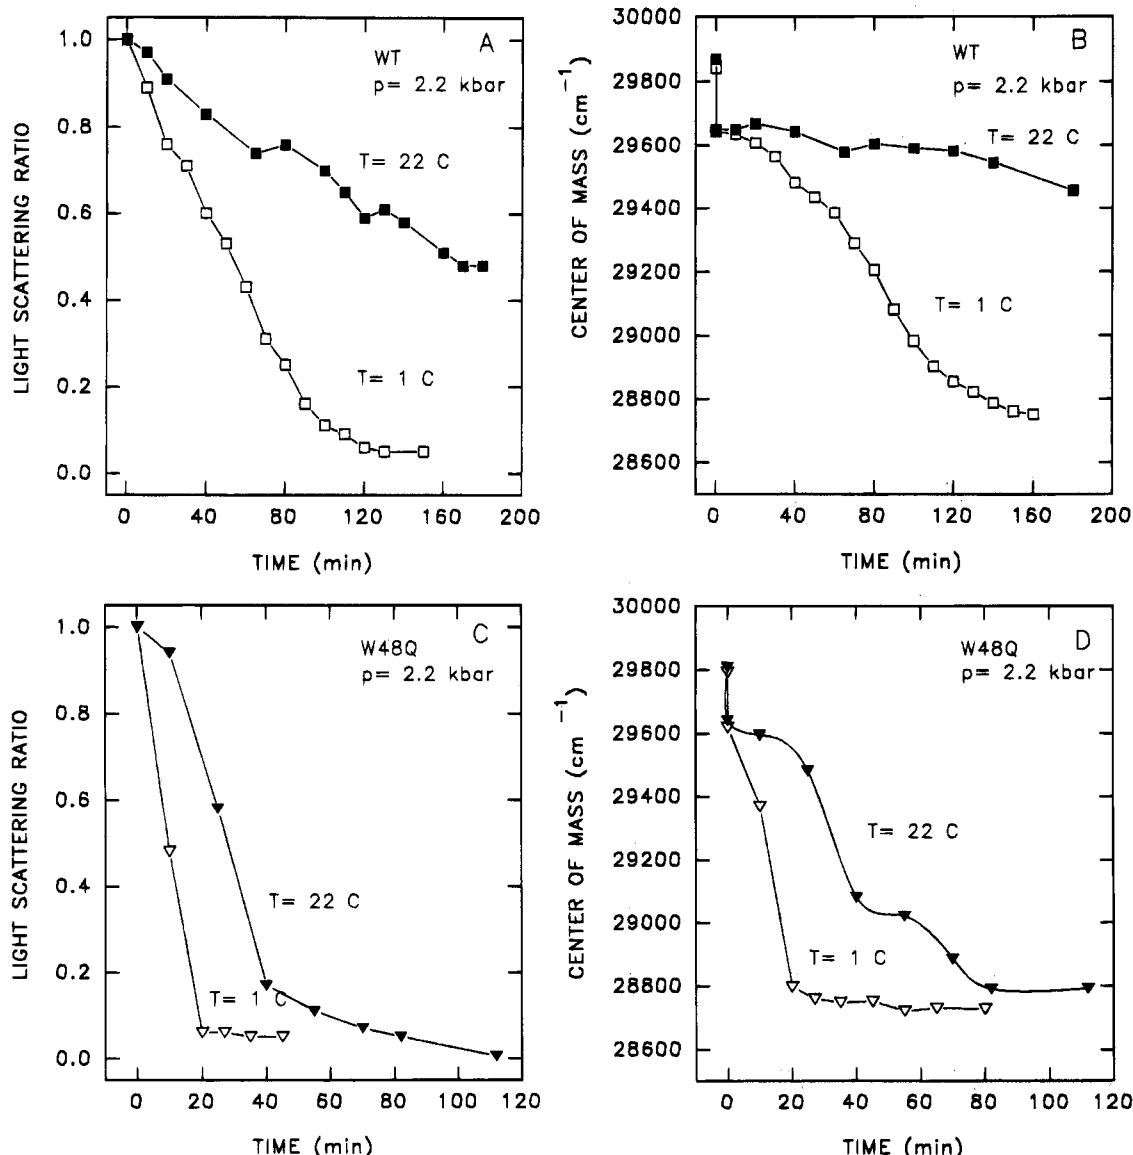 A
WT
p= 2.2 kbar
T= 22 C
T= 1 C
LIGHT SCATTERING RATIO
1.0
0.8
0.6
0.4
0.2
0.0
0 40 80 120 160 200
TIME (min)
B
WT
p= 2.2 kbar
T= 22 C
T= 1 C
CENTER OF MASS (cm⁻¹)
30000
29800
29600
29400
29200
29000
28800
28600
0 40 80 120 160 200
TIME (min)
C
W48Q
p= 2.2 kbar
T= 22 C
T= 1 C
LIGHT SCATTERING RATIO
1.0
0.8
0.6
0.4
0.2
0.0
0 20 40 60 80 100 120
TIME (min)
D
W48Q
p= 2.2 kbar
T= 22 C
T= 1 C
CENTER OF MASS (cm⁻¹)
30000
29800
29600
29400
29200
29000
28800
28600
0 20 40 60 80 100 120
TIME (min)